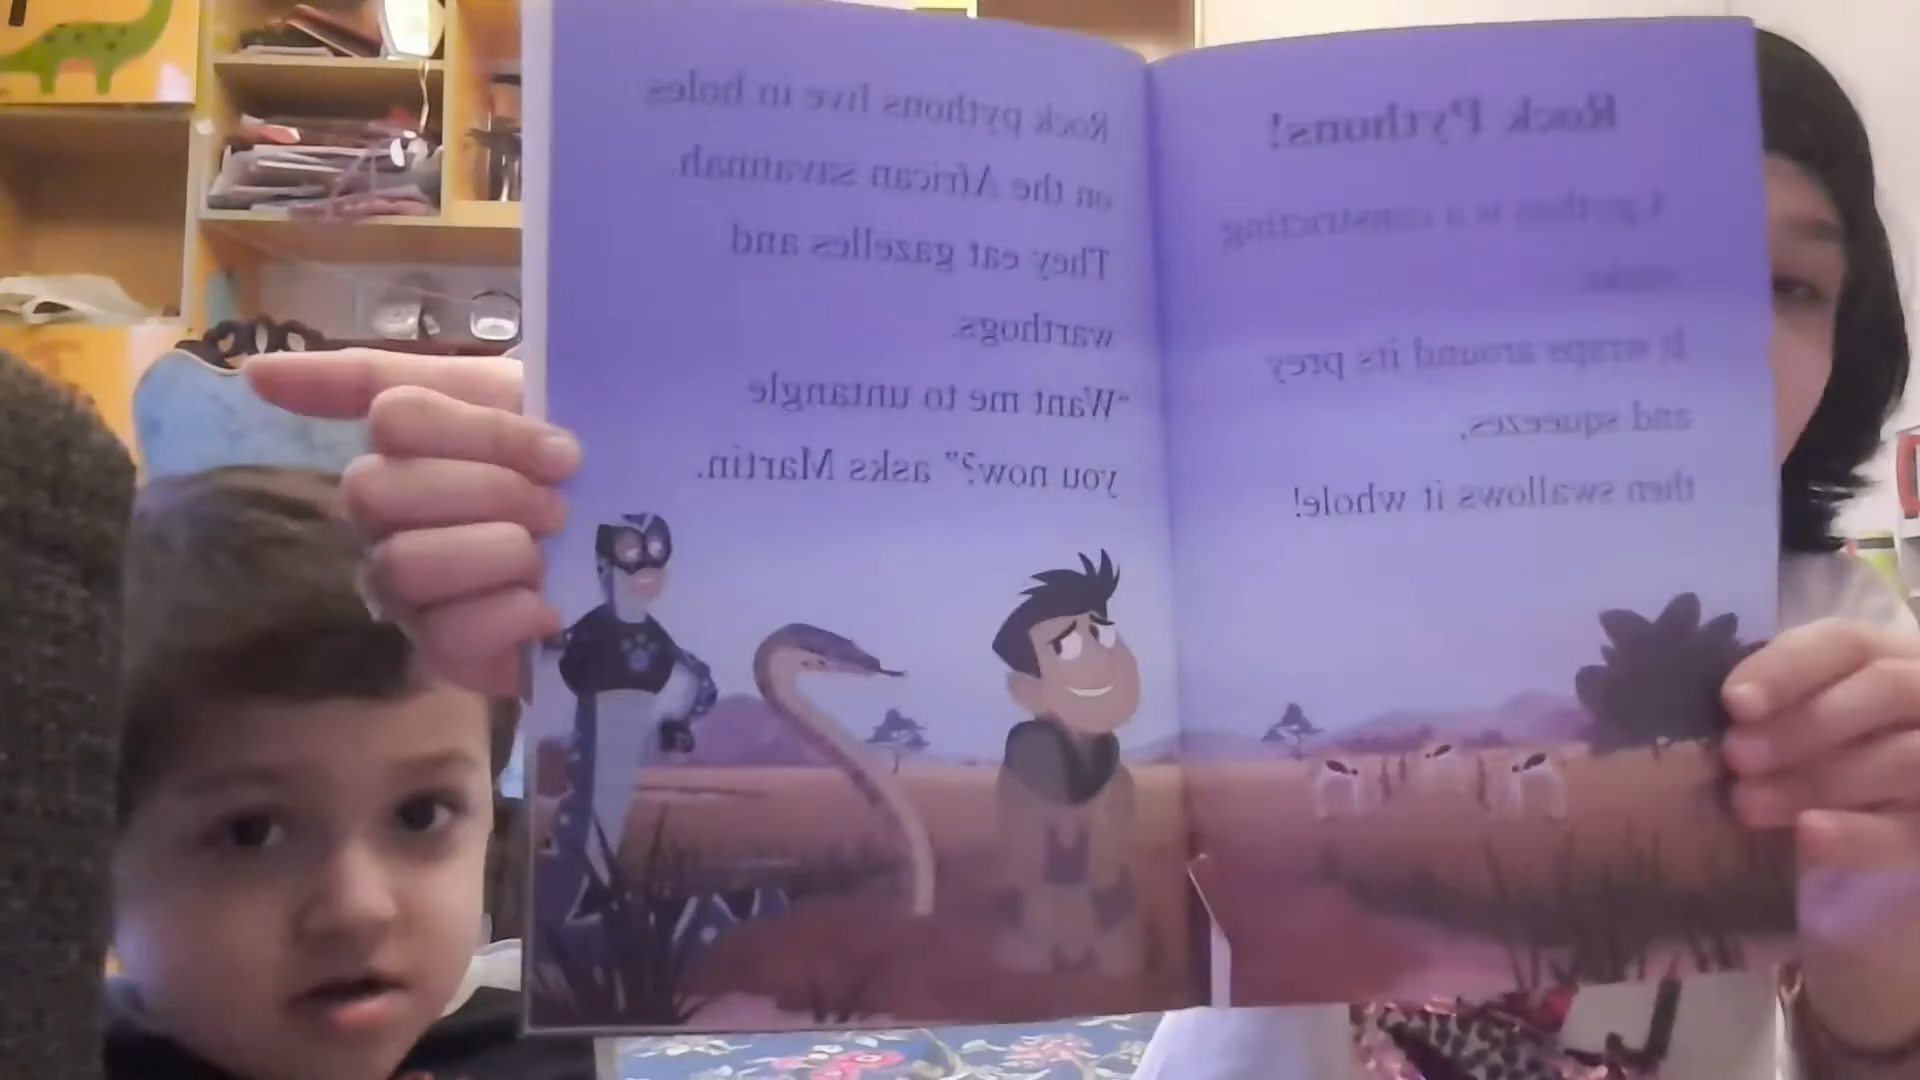 Rock Pythons!
A python is a constricting
snake.
It wraps around its prey
and squeezes,
then swallows it whole!
Rock pythons live in holes
on the African savannah
They eat gazelles and
warthogs.
“Want me to untangle
you now?” asks Martin.